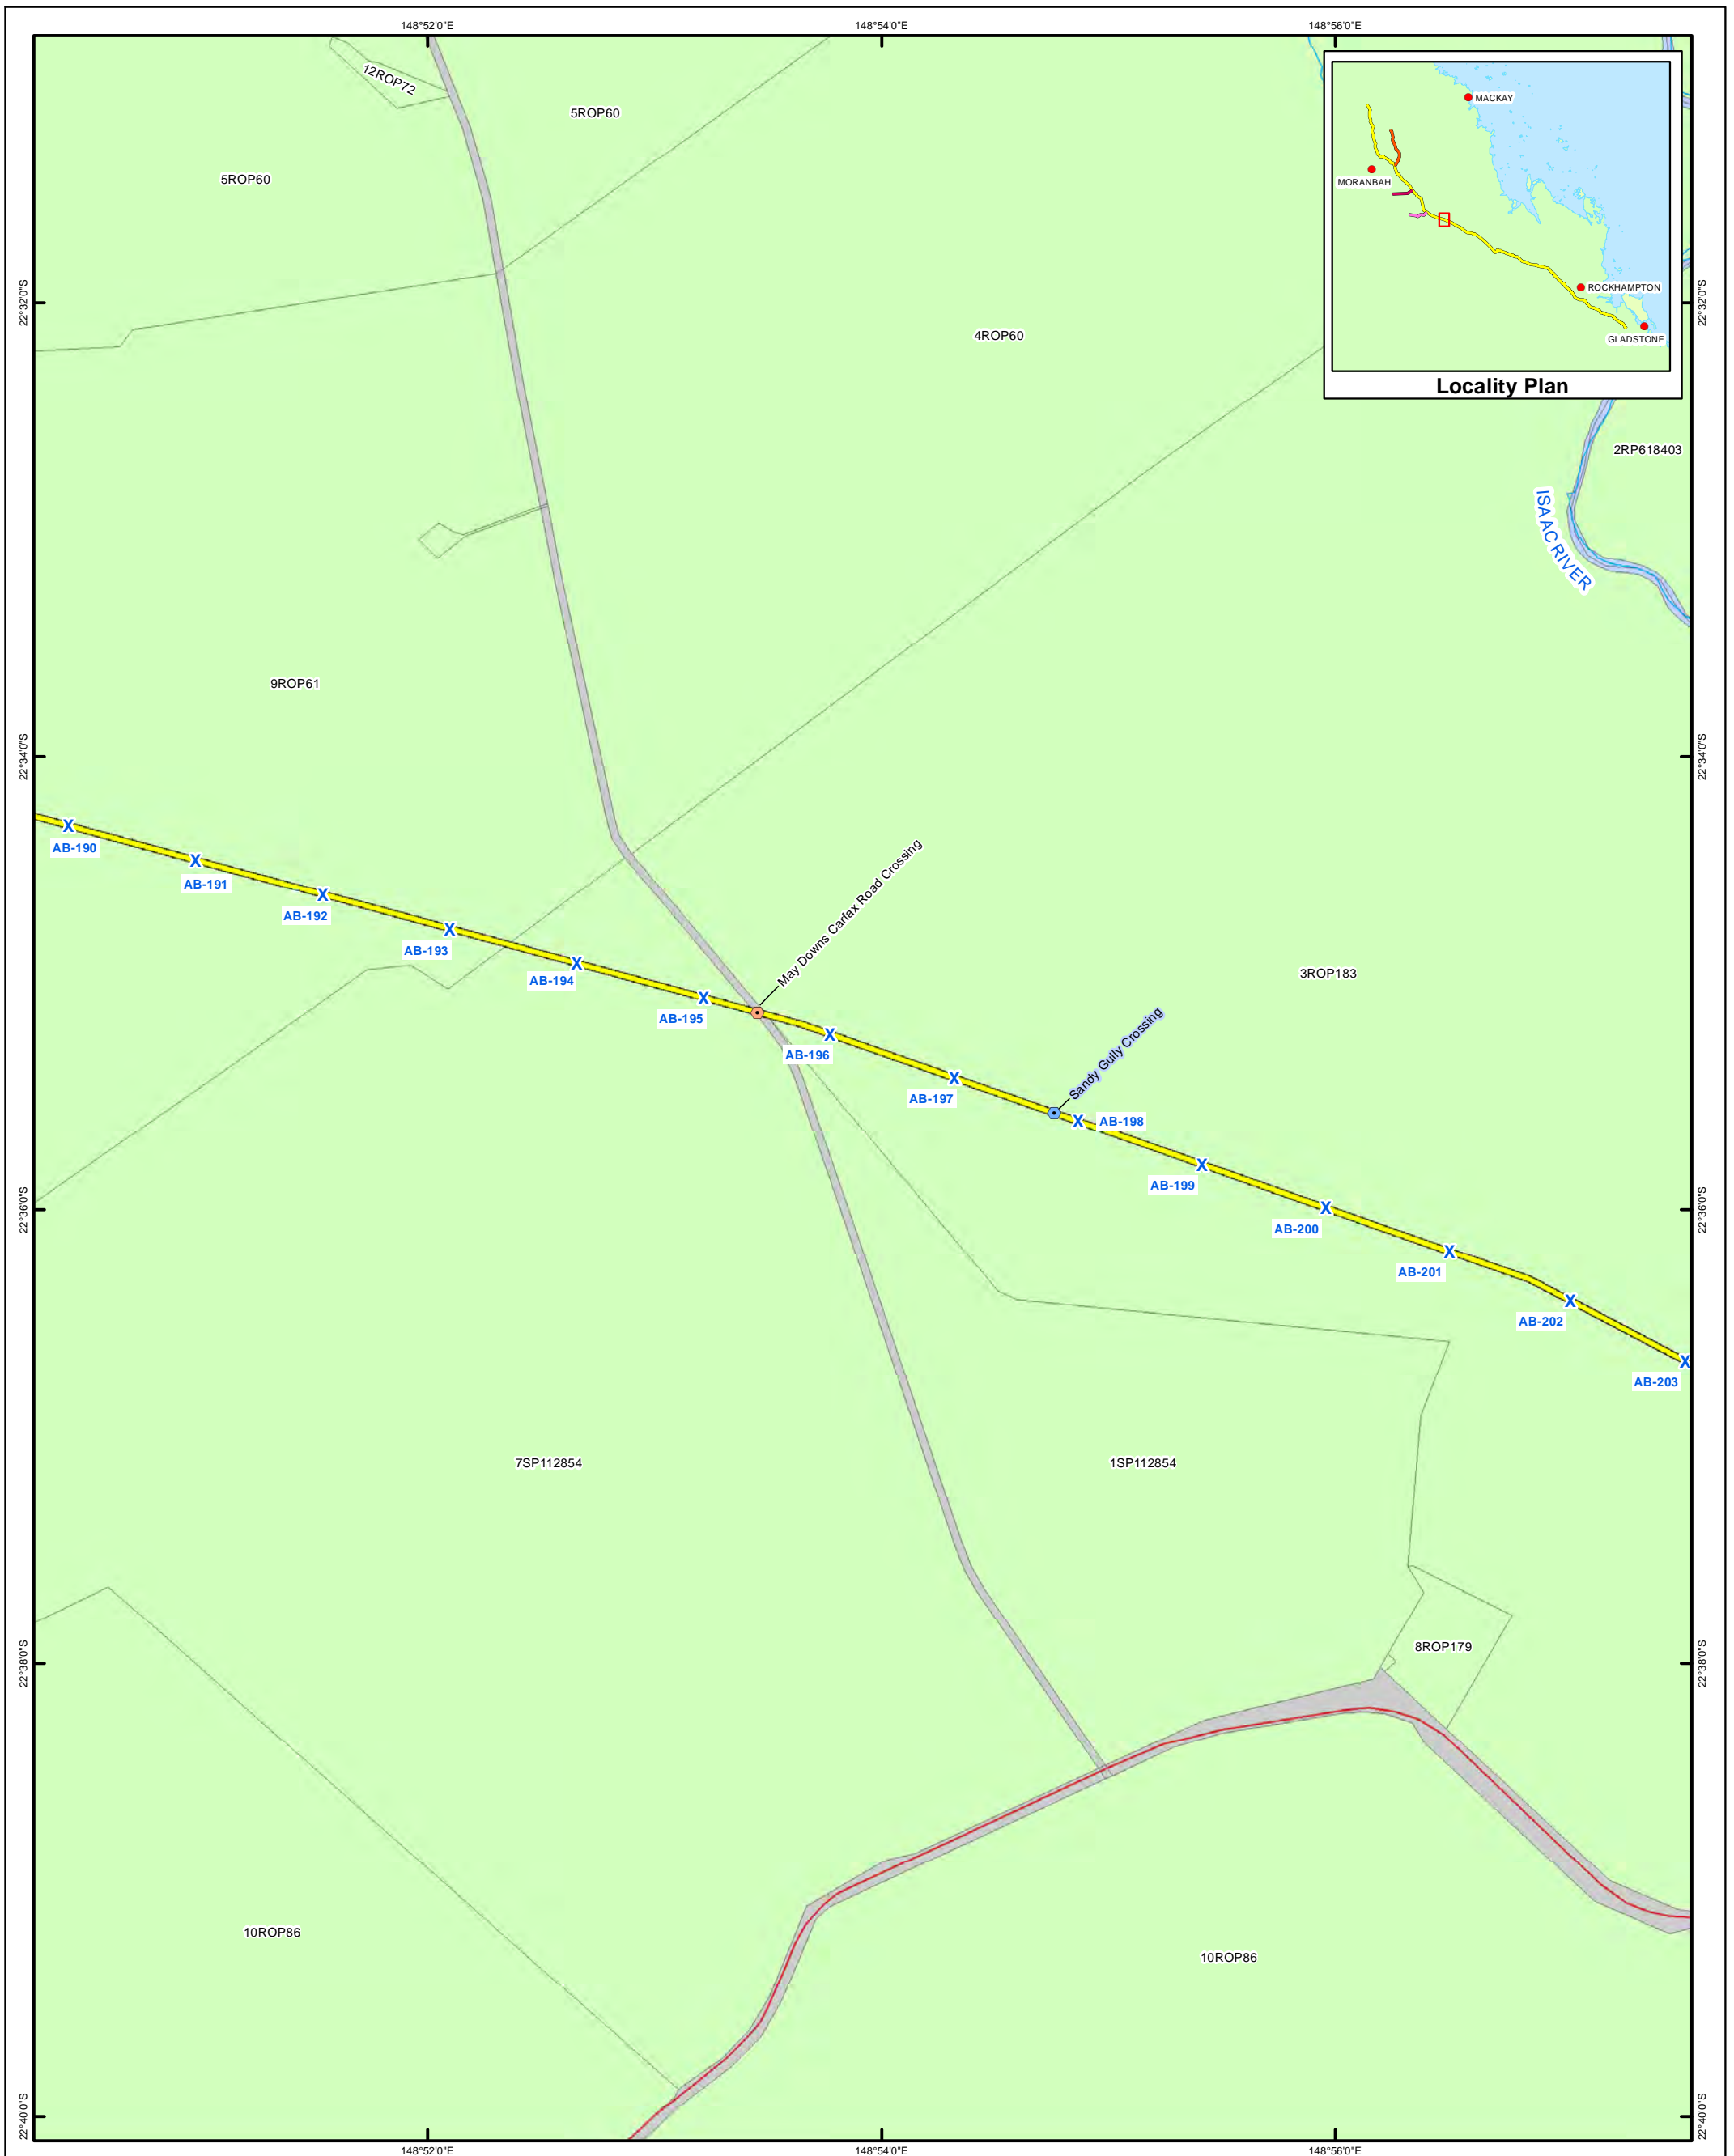 148°52'0"E
148°54'0"E
148°56'0"E
12ROP72
5ROP60
5ROP60
MACKAY
MORANBAH
ROCKHAMPTON
GLADSTONE
Locality Plan
22°32'0"S
22°32'0"S
4ROP60
2RP618403
ISAAC RIVER
9ROP61
22°34'0"S
22°34'0"S
AB-190
AB-191
AB-192
AB-193
AB-194
AB-195
May Downs Carfax Road Crossing
AB-196
3ROP183
AB-197
Sandy Gully Crossing
AB-198
AB-199
22°36'0"S
22°36'0"S
AB-200
AB-201
AB-202
AB-203
7SP112854
1SP112854
8ROP179
22°38'0"S
22°38'0"S
10ROP86
10ROP86
22°40'0"S
22°40'0"S
148°52'0"E
148°54'0"E
148°56'0"E